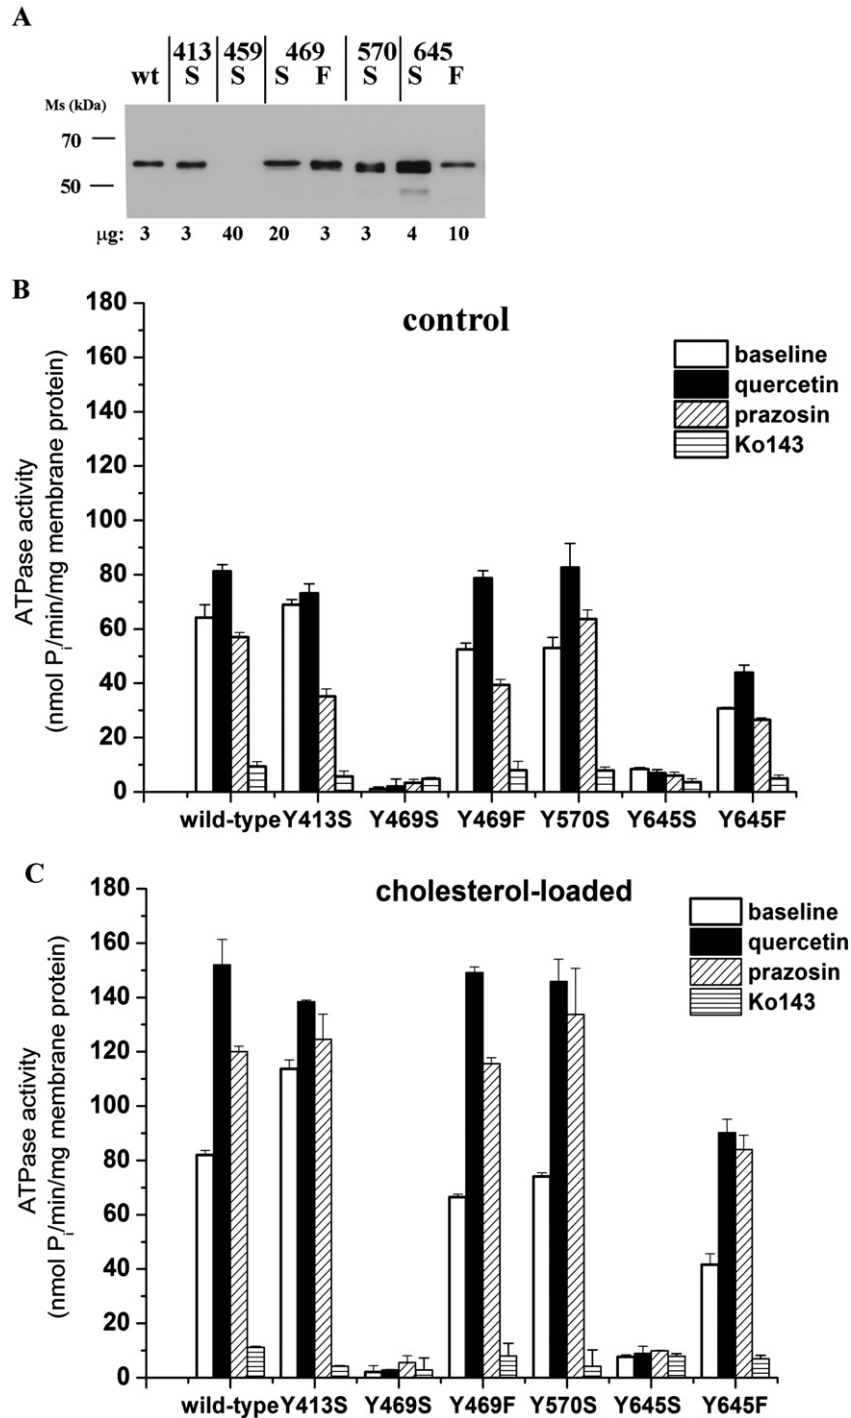 A
413 459 469 570 645
wt S S S F S S F
Ms (kDa)
70
50
μg: 3 3 40 20 3 3 4 10
B
control
180
160
140
120
100
80
60
40
20
0
ATPase activity
(nmol Pi/min/mg membrane protein)
baseline
quercetin
prazosin
Ko143
wild-type Y413S Y469S Y469F Y570S Y645S Y645F
C
cholesterol-loaded
180
160
140
120
100
80
60
40
20
0
ATPase activity
(nmol Pi/min/mg membrane protein)
baseline
quercetin
prazosin
Ko143
wild-type Y413S Y469S Y469F Y570S Y645S Y645F